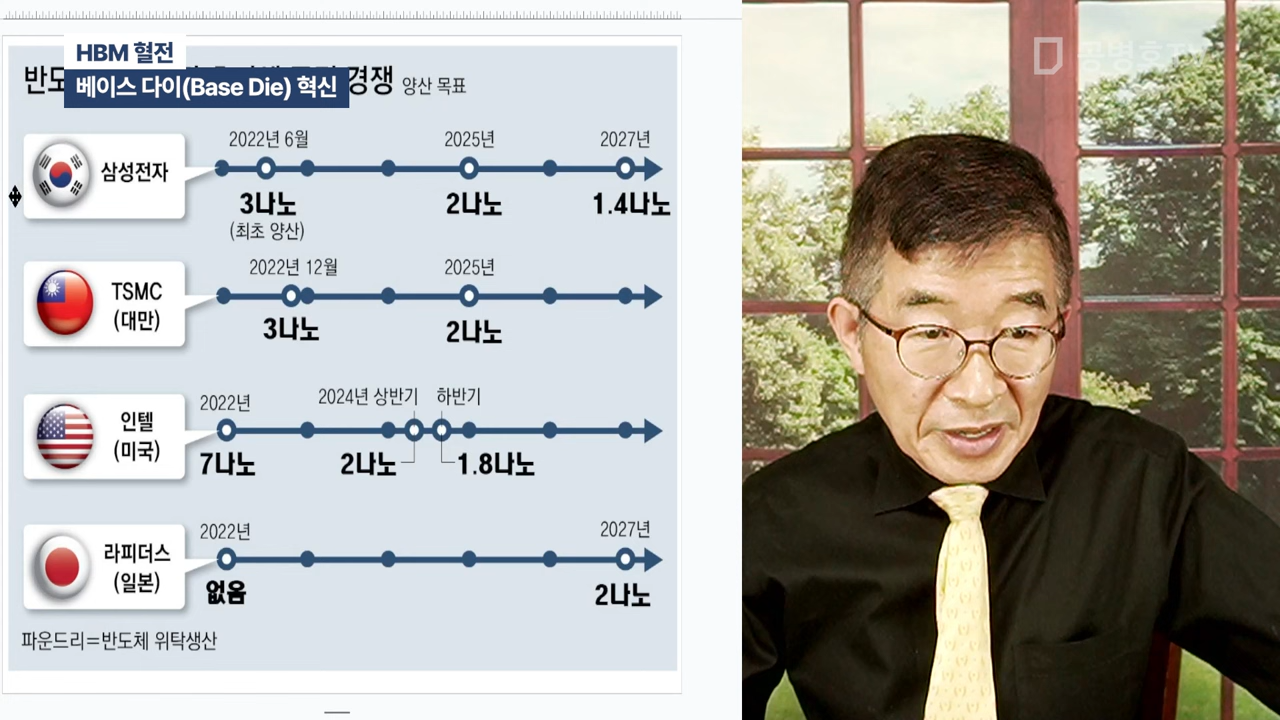 HBM 혈전
베이스 다이(Base Die) 혁신
반도 경쟁 양산 목표
삼성전자
2022년 6월
2025년
2027년
3나노
2나노
1.4나노
(최초 양산)
TSMC
(대만)
2022년 12월
2025년
3나노
2나노
인텔
(미국)
2022년
2024년 상반기
하반기
7나노
2나노
1.8나노
라피더스
(일본)
2022년
2027년
없음
2나노
파운드리=반도체 위탁생산
공병호TV